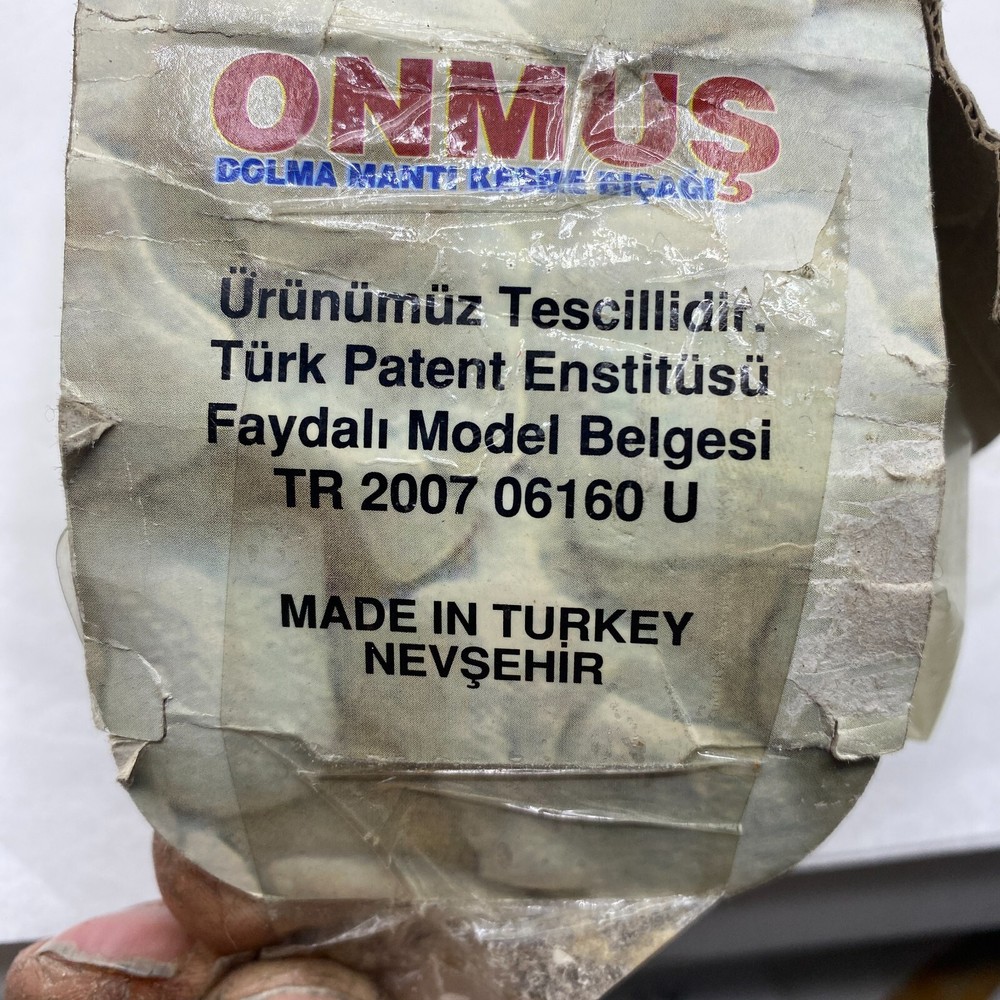 ONMUŞ
DOLMA MANTI KESME BIÇAĞI
Ürünümüz Tescillidir.
Türk Patent Enstitüsü
Faydalı Model Belgesi
TR 2007 06160 U
MADE IN TURKEY
NEVŞEHİR